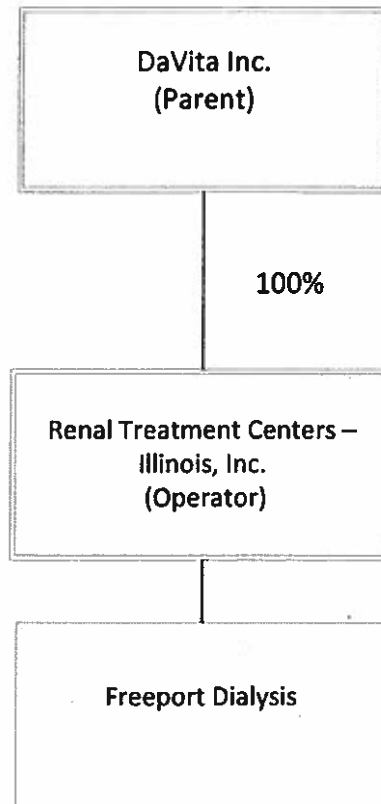 DaVita Inc.
(Parent)
100%
Renal Treatment Centers –
Illinois, Inc.
(Operator)
Freeport Dialysis